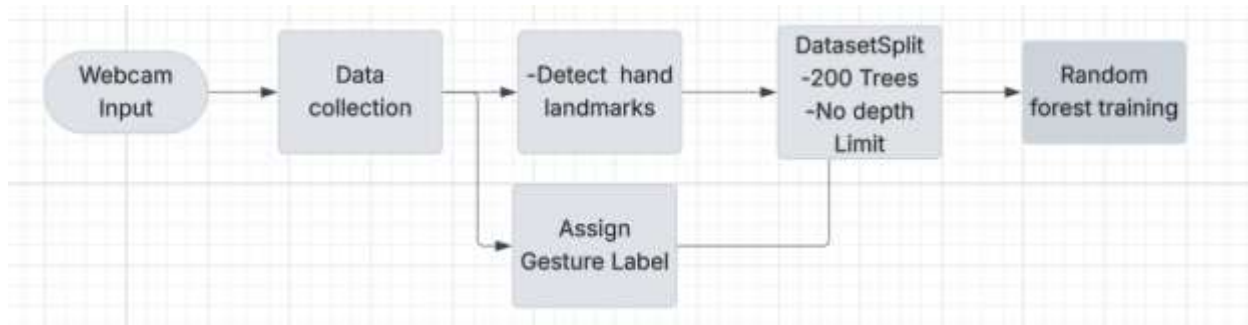 Webcam
Input
Data
collection
-Detect hand
landmarks
Assign
Gesture Label
DatasetSplit
-200 Trees
-No depth
Limit
Random
forest training